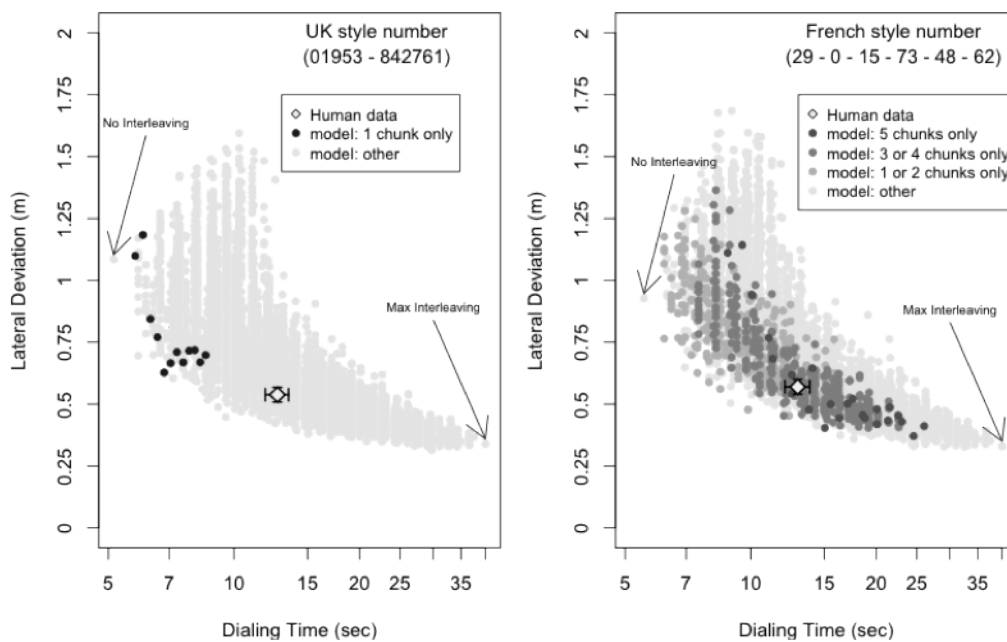 UK style number
(01953 - 842761)
Human data
model: 1 chunk only
model: other
No Interleaving
Max Interleaving
Lateral Deviation (m)
2
1.75
1.5
1.25
1
0.75
0.5
0.25
0
5
7
10
15
20
25
35
Dialing Time (sec)
French style number
(29 - 0 - 15 - 73 - 48 - 62)
Human data
model: 5 chunks only
model: 3 or 4 chunks only
model: 1 or 2 chunks only
model: other
No Interleaving
Max Interleaving
Lateral Deviation (m)
2
1.75
1.5
1.25
1
0.75
0.5
0.25
0
5
7
10
15
20
25
35
Dialing Time (sec)